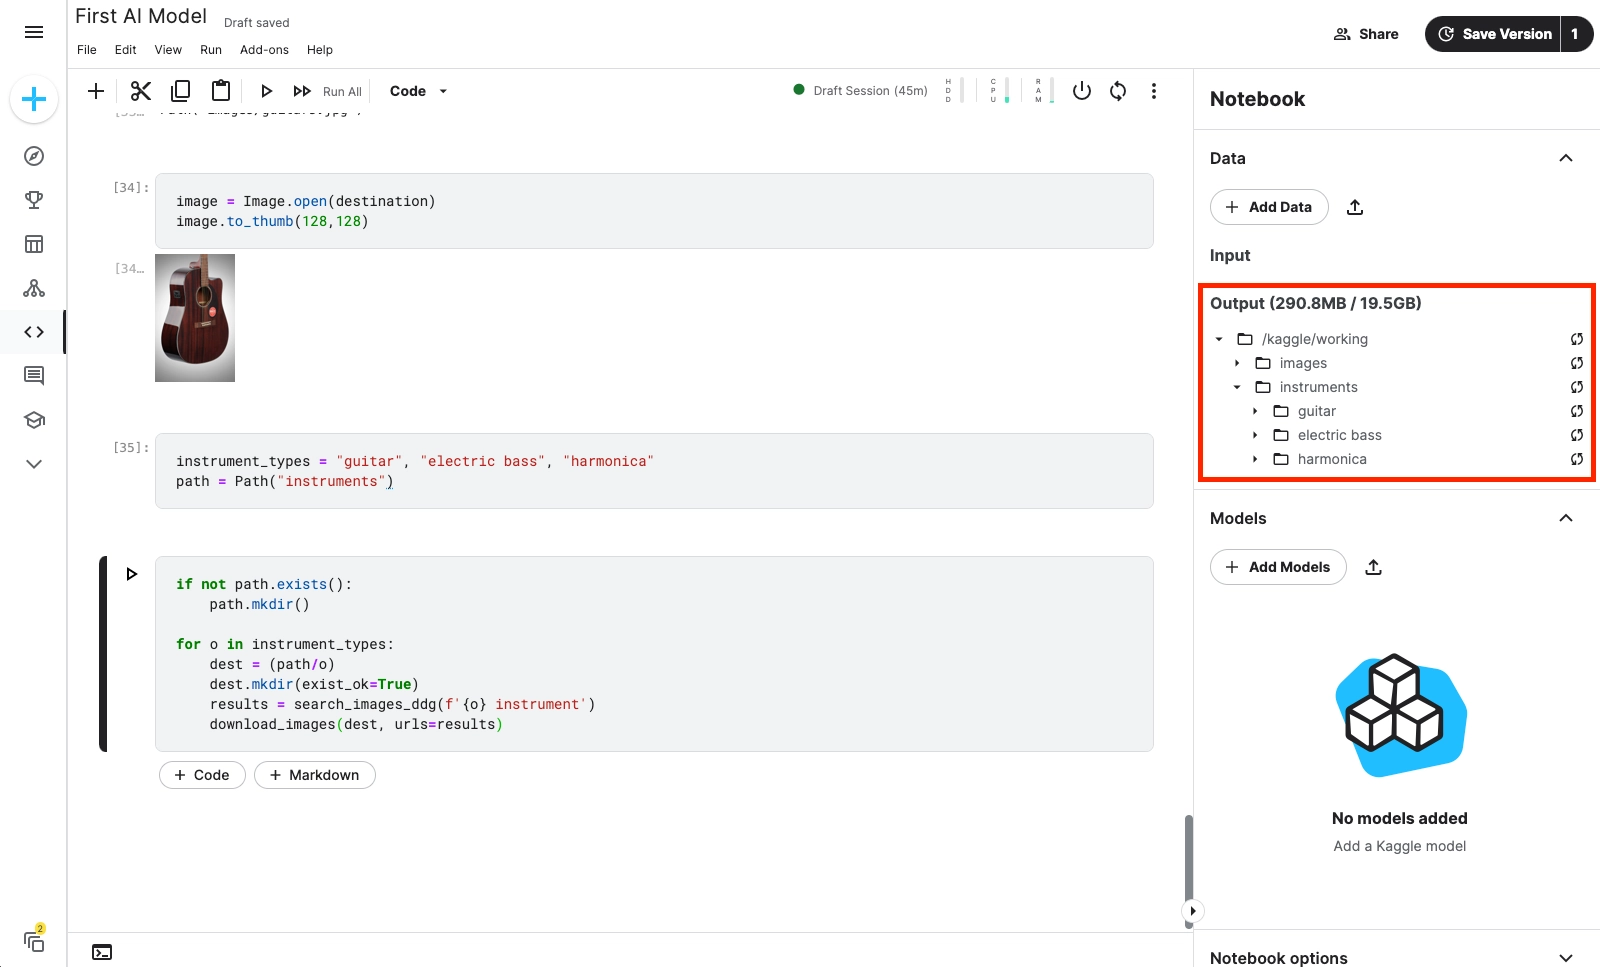 First AI Model
Draft saved
File Edit View Run Add-ons Help
Share
Save Version 1
Run All
Code
Draft Session (45m)
HDD
CPU
RAM
[34]:
image = Image.open(destination)
image.to_thumb(128,128)
[34…
[35]:
instrument_types = "guitar", "electric bass", "harmonica"
path = Path("instruments")
if not path.exists():
    path.mkdir()
for o in instrument_types:
    dest = (path/o)
    dest.mkdir(exist_ok=True)
    results = search_images_ddg(f'{o} instrument')
    download_images(dest, urls=results)
+ Code
+ Markdown
2
Notebook
Data
+ Add Data
Input
Output (290.8MB / 19.5GB)
/kaggle/working
images
instruments
guitar
electric bass
harmonica
Models
+ Add Models
No models added
Add a Kaggle model
Notebook options